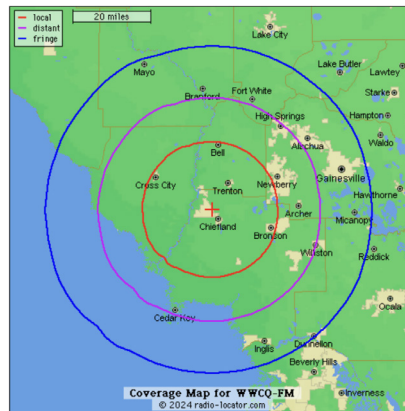 local
distant
fringe
20 miles
Lake City
Lake Butler
Lawtey
Mayo
Starke
Branford
Fort White
Hampton
High Springs
Waldo
Alachua
Bell
Gainesville
Cross City
Trenton
Newberry
Hawthorne
Archer
Micanopy
Chiefland
Bronson
Williston
Reddick
Ocala
Cedar Key
Inglis
Dunnellon
Beverly Hills
Inverness
Coverage Map for WWCQ-FM
© 2024 radio-locator.com